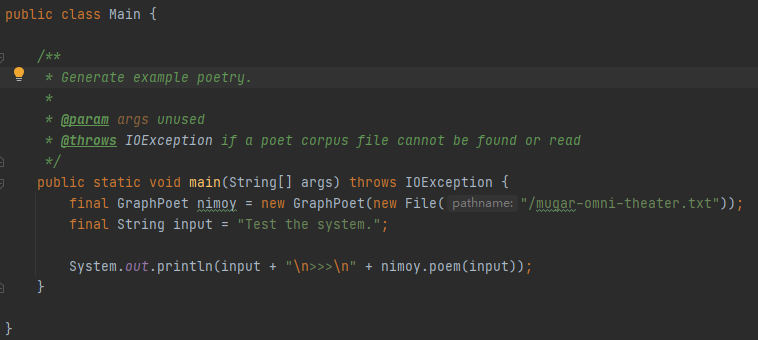 public class Main {
/**
* Generate example poetry.
*
* @param args unused
* @throws IOException if a poet corpus file cannot be found or read
*/
public static void main(String[] args) throws IOException {
final GraphPoet nimoy = new GraphPoet(new File( pathname: "/mugar-omni-theater.txt"));
final String input = "Test the system.";
System.out.println(input + "\n>>>\n" + nimoy.poem(input));
}
}